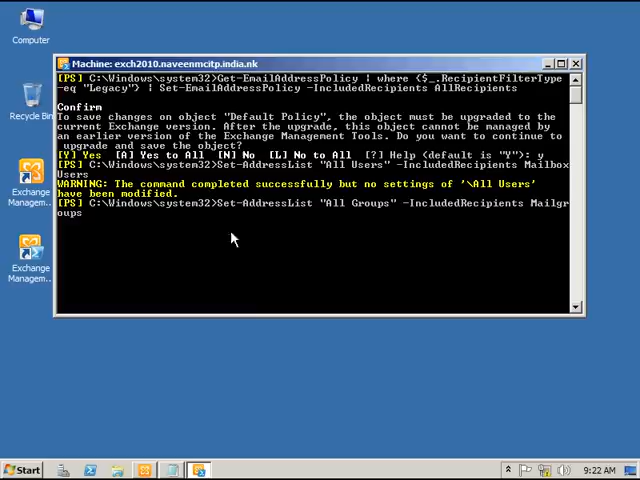 Computer
Machine: exch2010.naveenmcitp.india.nk
[PS] C:\Windows\system32>Get-EmailAddressPolicy | where {$_.RecipientFilterType
-eq "Legacy"} | Set-EmailAddressPolicy -IncludedRecipients AllRecipients
Confirm
To save changes on object "Default Policy", the object must be upgraded to the
current Exchange version. After the upgrade, this object cannot be managed by
an earlier version of the Exchange Management Tools. Do you want to continue to
upgrade and save the object?
[Y] Yes [A] Yes to All [N] No [L] No to All [?] Help (default is "Y"): y
[PS] C:\Windows\system32>Set-AddressList "All Users" -IncludedRecipients Mailbox
Users
WARNING: The command completed successfully but no settings of '\All Users'
have been modified.
[PS] C:\Windows\system32>Set-AddressList "All Groups" -IncludedRecipients Mailgr
oups
Recycle Bin
Exchange
Managem...
Exchange
Managem...
Start
9:22 AM